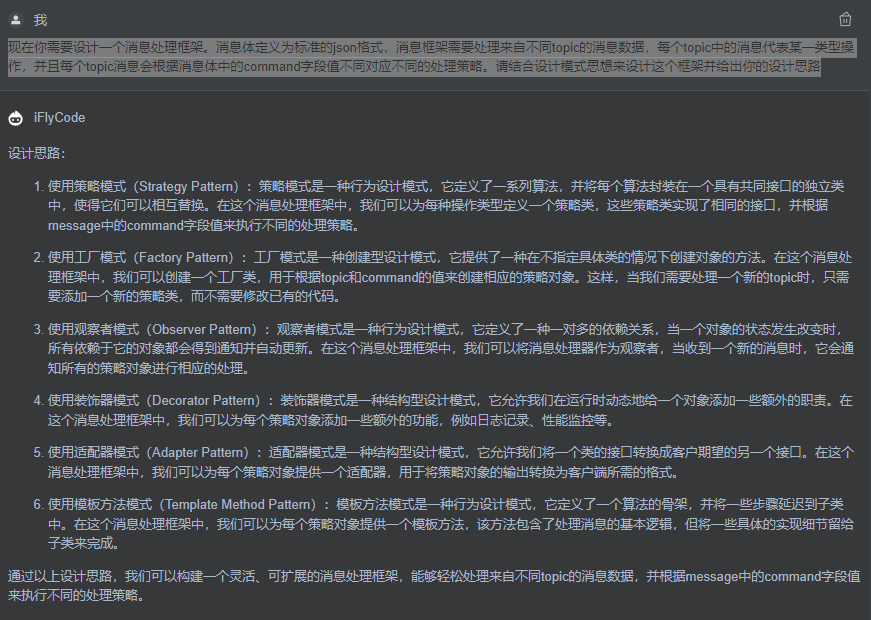 我
现在你需要设计一个消息处理框架。消息体定义为标准的json格式，消息框架需要处理来自不同topic的消息数据，每个topic中的消息代表某一类型操
作，并且每个topic消息会根据消息体中的command字段值不同对应不同的处理策略。请结合设计模式思想来设计这个框架并给出你的设计思路
iFlyCode
设计思路：
1. 使用策略模式（Strategy Pattern）：策略模式是一种行为设计模式，它定义了一系列算法，并将每个算法封装在一个具有共同接口的独立类
中，使得它们可以相互替换。在这个消息处理框架中，我们可以为每种操作类型定义一个策略类，这些策略类实现了相同的接口，并根据
message中的command字段值来执行不同的处理策略。
2. 使用工厂模式（Factory Pattern）：工厂模式是一种创建型设计模式，它提供了一种在不指定具体类的情况下创建对象的方法。在这个消息处
理框架中，我们可以创建一个工厂类，用于根据topic和command的值来创建相应的策略对象。这样，当我们需要处理一个新的topic时，只需
要添加一个新的策略类，而不需要修改已有的代码。
3. 使用观察者模式（Observer Pattern）：观察者模式是一种行为设计模式，它定义了一种一对多的依赖关系，当一个对象的状态发生改变时，
所有依赖于它的对象都会得到通知并自动更新。在这个消息处理框架中，我们可以将消息处理器作为观察者，当收到一个新的消息时，它会通
知所有的策略对象进行相应的处理。
4. 使用装饰器模式（Decorator Pattern）：装饰器模式是一种结构型设计模式，它允许我们在运行时动态地给一个对象添加一些额外的职责。在
这个消息处理框架中，我们可以为每个策略对象添加一些额外的功能，例如日志记录、性能监控等。
5. 使用适配器模式（Adapter Pattern）：适配器模式是一种结构型设计模式，它允许我们将一个类的接口转换成客户期望的另一个接口。在这个
消息处理框架中，我们可以为每个策略对象提供一个适配器，用于将策略对象的输出转换为客户端所需的格式。
6. 使用模板方法模式（Template Method Pattern）：模板方法模式是一种行为设计模式，它定义了一个算法的骨架，并将一些步骤延迟到子类
中。在这个消息处理框架中，我们可以为每个策略对象提供一个模板方法，该方法包含了处理消息的基本逻辑，但将一些具体的实现细节留给
子类来完成。
通过以上设计思路，我们可以构建一个灵活、可扩展的消息处理框架，能够轻松处理来自不同topic的消息数据，并根据message中的command字段值
来执行不同的处理策略。